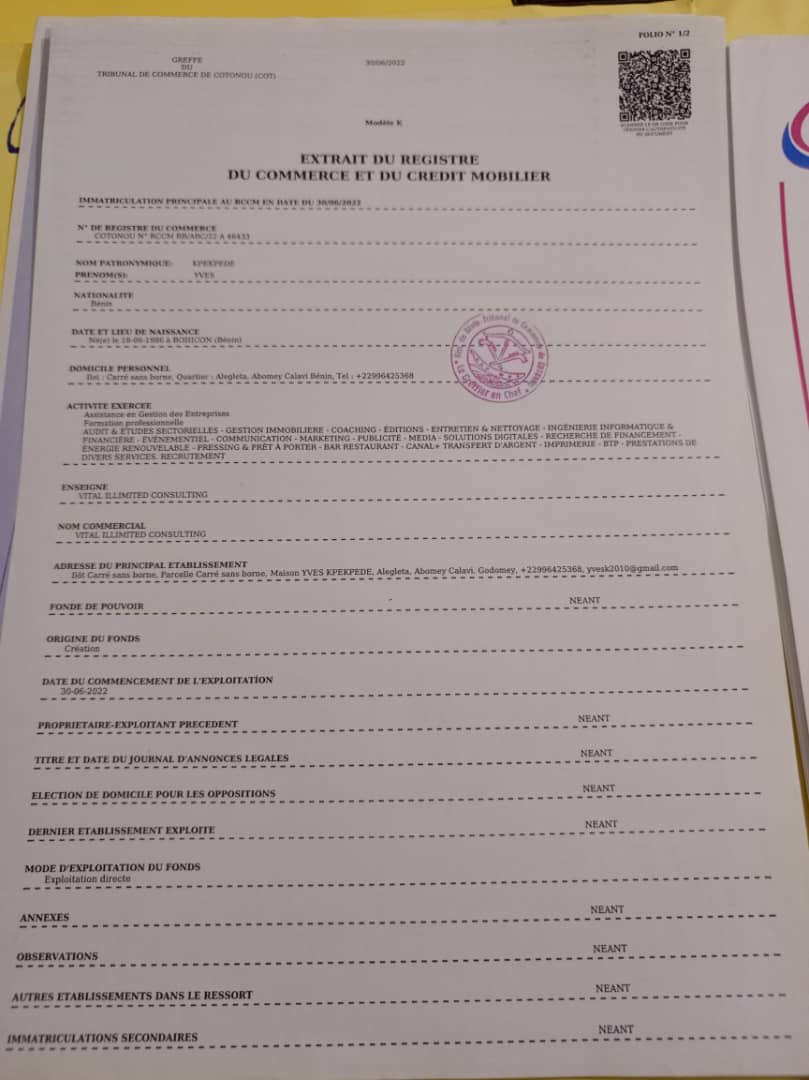 FOLIO N° 1/2
GREFFE
DU
TRIBUNAL DE COMMERCE DE COTONOU (COT)
30/06/2022
SCANNER LE QR CODE POUR
VERIFIER L'AUTHENTICITE
DU DOCUMENT
Modèle K
EXTRAIT DU REGISTRE
DU COMMERCE ET DU CREDIT MOBILIER
IMMATRICULATION PRINCIPALE AU RCCM EN DATE DU 30/06/2022
N° DE REGISTRE DU COMMERCE
COTONOU N° RCCM RB/ABC/22 A 46433
NOM PATRONYMIQUE: KPEKPEDE
PRENOM(S): YVES
NATIONALITE
Bénin
DATE ET LIEU DE NAISSANCE
Né(e) le 18-06-1986 à BOHICON (Bénin)
DOMICILE PERSONNEL
Ilot : Carré sans borne, Quartier : Alegleta, Abomey Calavi Bénin, Tel : +22996425368
Le Greffier en Chef
ACTIVITE EXERCEE
Assistance en Gestion des Entreprises
Formation professionnelle
AUDIT & ÉTUDES SECTORIELLES - GESTION IMMOBILIERE - COACHING - ÉDITIONS - ENTRETIEN & NETTOYAGE - INGÉNIERIE INFORMATIQUE &
FINANCIÈRE - ÉVÉNEMENTIEL - COMMUNICATION - MARKETING - PUBLICITÉ - MEDIA - SOLUTIONS DIGITALES - RECHERCHE DE FINANCEMENT -
ÉNERGIE RENOUVELABLE - PRESSING & PRÊT À PORTER - BAR RESTAURANT - CANAL+ TRANSFERT D'ARGENT - IMPRIMERIE - BTP - PRESTATIONS DE
DIVERS SERVICES. RECRUTEMENT
ENSEIGNE
VITAL ILLIMITED CONSULTING
NOM COMMERCIAL
VITAL ILLIMITED CONSULTING
ADRESSE DU PRINCIPAL ETABLISSEMENT
Ilôt Carré sans borne, Parcelle Carré sans borne, Maison YVES KPEKPEDE, Alegleta, Abomey Calavi, Godomey, +22996425368, yvesk2010@gmail.com
FONDE DE POUVOIR - NEANT
ORIGINE DU FONDS
Création
DATE DU COMMENCEMENT DE L'EXPLOITATION
30-06-2022
PROPRIETAIRE-EXPLOITANT PRECEDENT NEANT
TITRE ET DATE DU JOURNAL D'ANNONCES LEGALES NEANT
ELECTION DE DOMICILE POUR LES OPPOSITIONS NEANT
DERNIER ETABLISSEMENT EXPLOITE NEANT
MODE D'EXPLOITATION DU FONDS
Exploitation directe
ANNEXES NEANT
OBSERVATIONS NEANT
AUTRES ETABLISSEMENTS DANS LE RESSORT NEANT
IMMATRICULATIONS SECONDAIRES NEANT